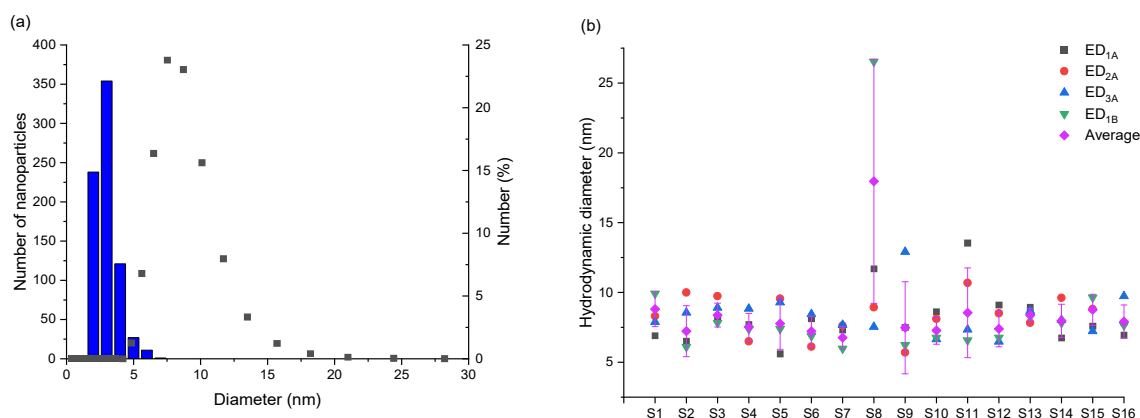 (a)
400
350
300
250
200
150
100
50
0
Number of nanoparticles
25
20
15
10
5
0
Number (%)
0 5 10 15 20 25 30
Diameter (nm)
(b)
ED1A
ED2A
ED3A
ED1B
Average
25
20
15
10
5
Hydrodynamic diameter (nm)
S1 S2 S3 S4 S5 S6 S7 S8 S9 S10 S11 S12 S13 S14 S15 S16